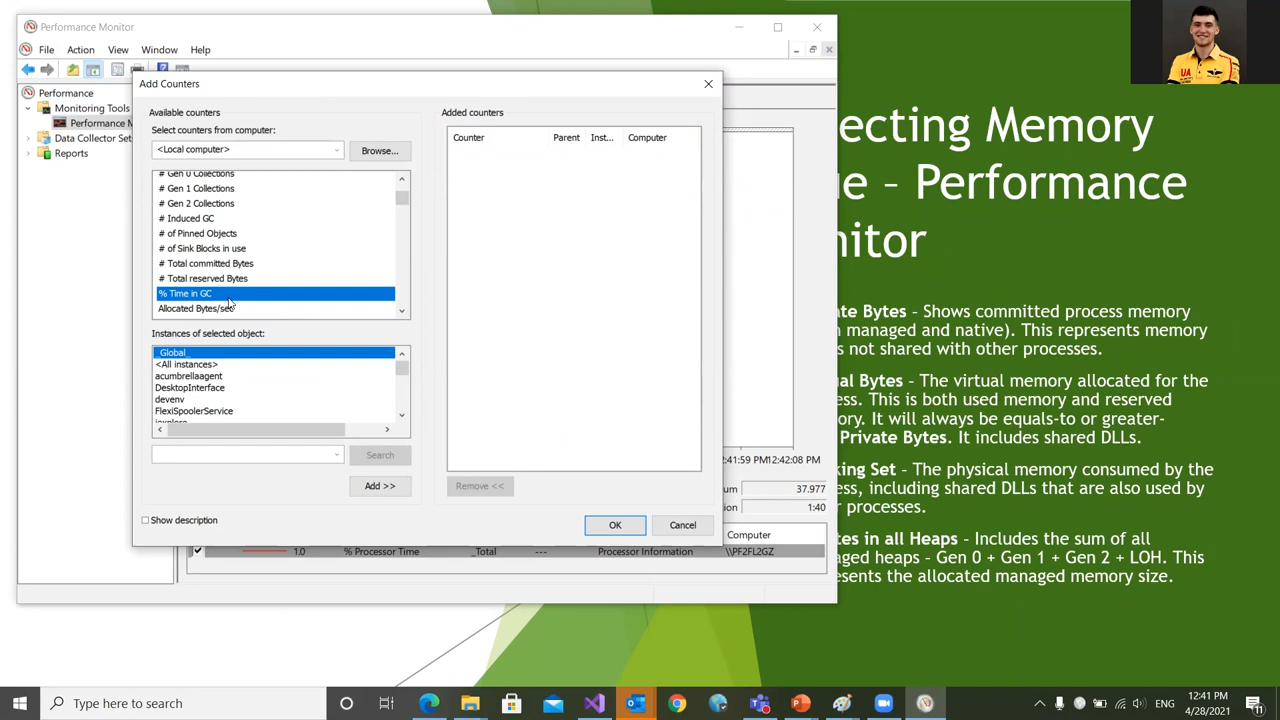 Performance Monitor
File Action View Window Help
Performance
Monitoring Tools
Performance M
Data Collector Set
Reports
Add Counters
Available counters
Select counters from computer:
<Local computer>
Browse...
# Gen 0 Collections
# Gen 1 Collections
# Gen 2 Collections
# Induced GC
# of Pinned Objects
# of Sink Blocks in use
# Total committed Bytes
# Total reserved Bytes
% Time in GC
Allocated Bytes/sec
Instances of selected object:
_Global_
<All instances>
acumbrellaagent
DesktopInterface
devenv
FlexiSpoolerService
iexplore
Search
Add >>
Show description
Added counters
Counter Parent Inst... Computer
Remove <<
OK Cancel
:41:59 PM 12:42:08 PM
um 37.977
ion 1:40
Computer
1.0 % Processor Time _Total --- Processor Information \\PF2FL2GZ
ecting Memory
ue – Performance
nitor
ate Bytes – Shows committed process memory
n managed and native). This represents memory
s not shared with other processes.
al Bytes – The virtual memory allocated for the
ess. This is both used memory and reserved
ory. It will always be equals-to or greater-
Private Bytes. It includes shared DLLs.
king Set – The physical memory consumed by the
ess, including shared DLLs that are also used by
r processes.
tes in all Heaps – Includes the sum of all
aged heaps – Gen 0 + Gen 1 + Gen 2 + LOH. This
esents the allocated managed memory size.
UA
Type here to search
ENG
12:41 PM
4/28/2021
11